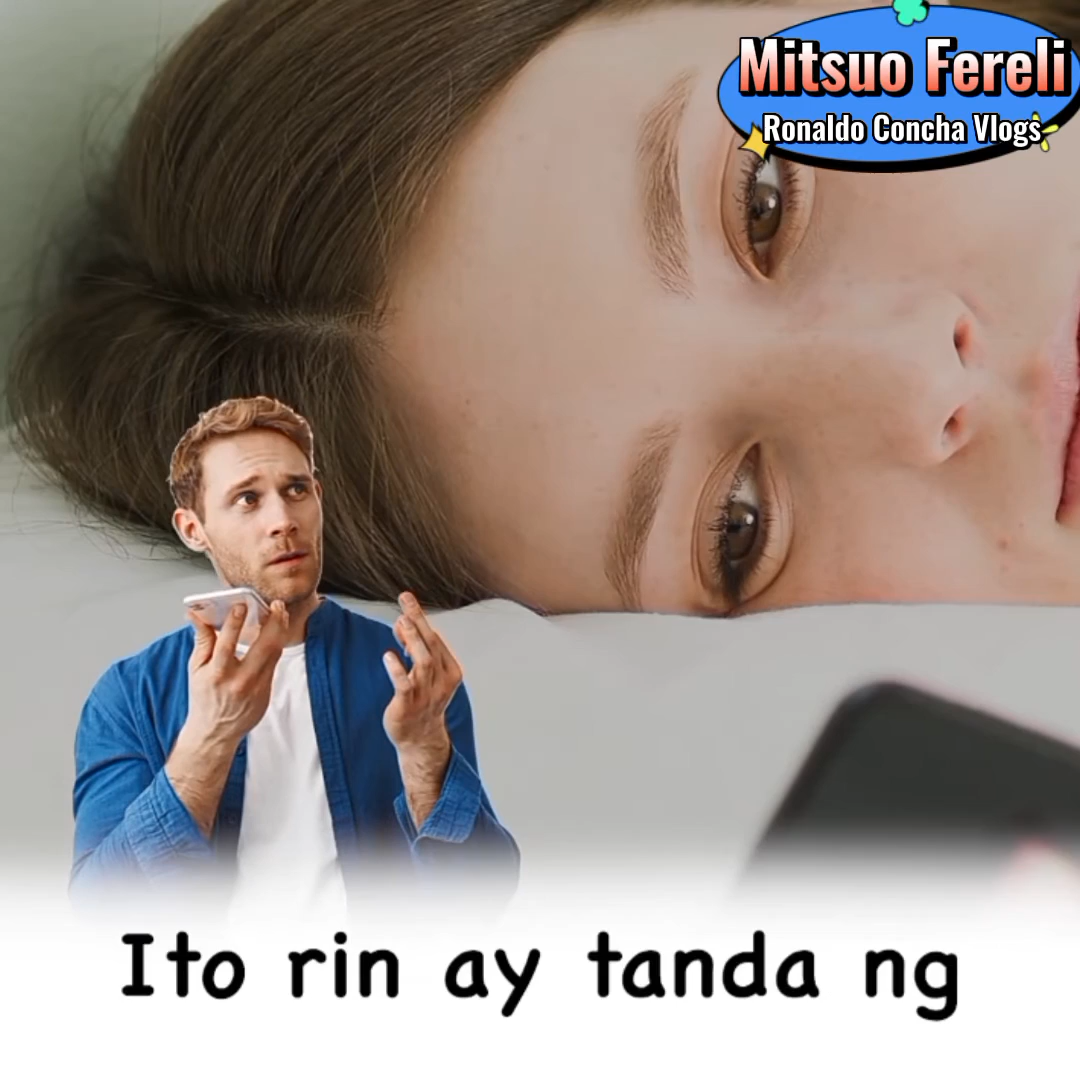 Mitsuo Fereli
Ronaldo Concha Vlogs
Ito rin ay tanda ng